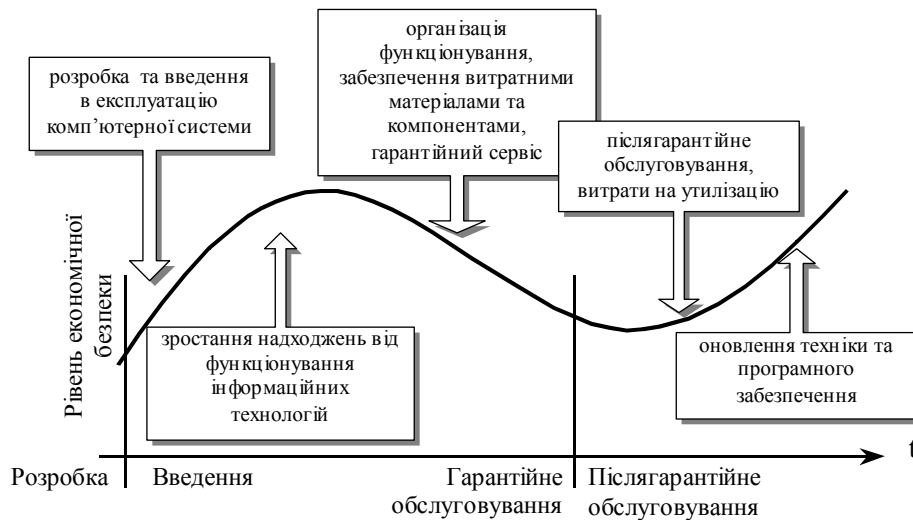 розробка та введення
в експлуатацію
комп’ютерної системи
організація
функціонування,
забезпечення витратними
матеріалами та
компонентами,
гарантійний сервіс
післягарантійне
обслуговування,
витрати на утилізацію
Рівень економічної
безпеки
зростання надходжень від
функціонування
інформаційних
технологій
оновлення техніки та
програмного
забезпечення
t
Розробка
Введення
Гарантійне
обслуговування
Післягарантійне
обслуговування